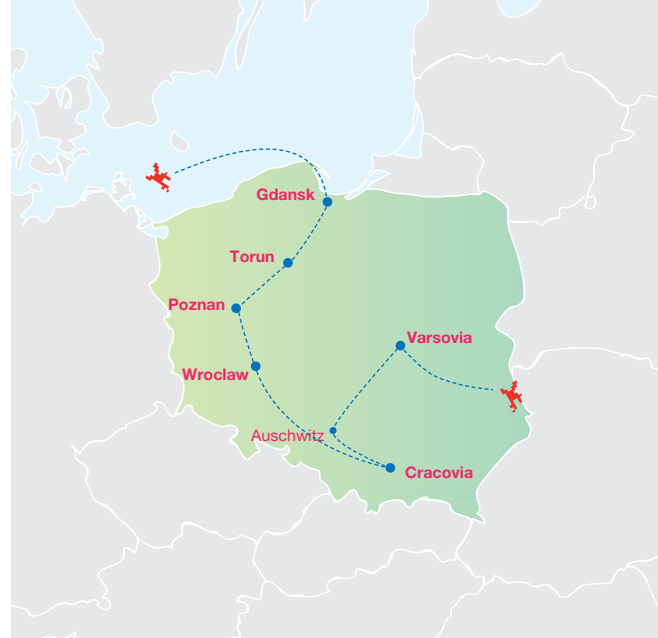 Gdansk
Torun
Poznan
Varsovia
Wroclaw
Auschwitz
Cracovia